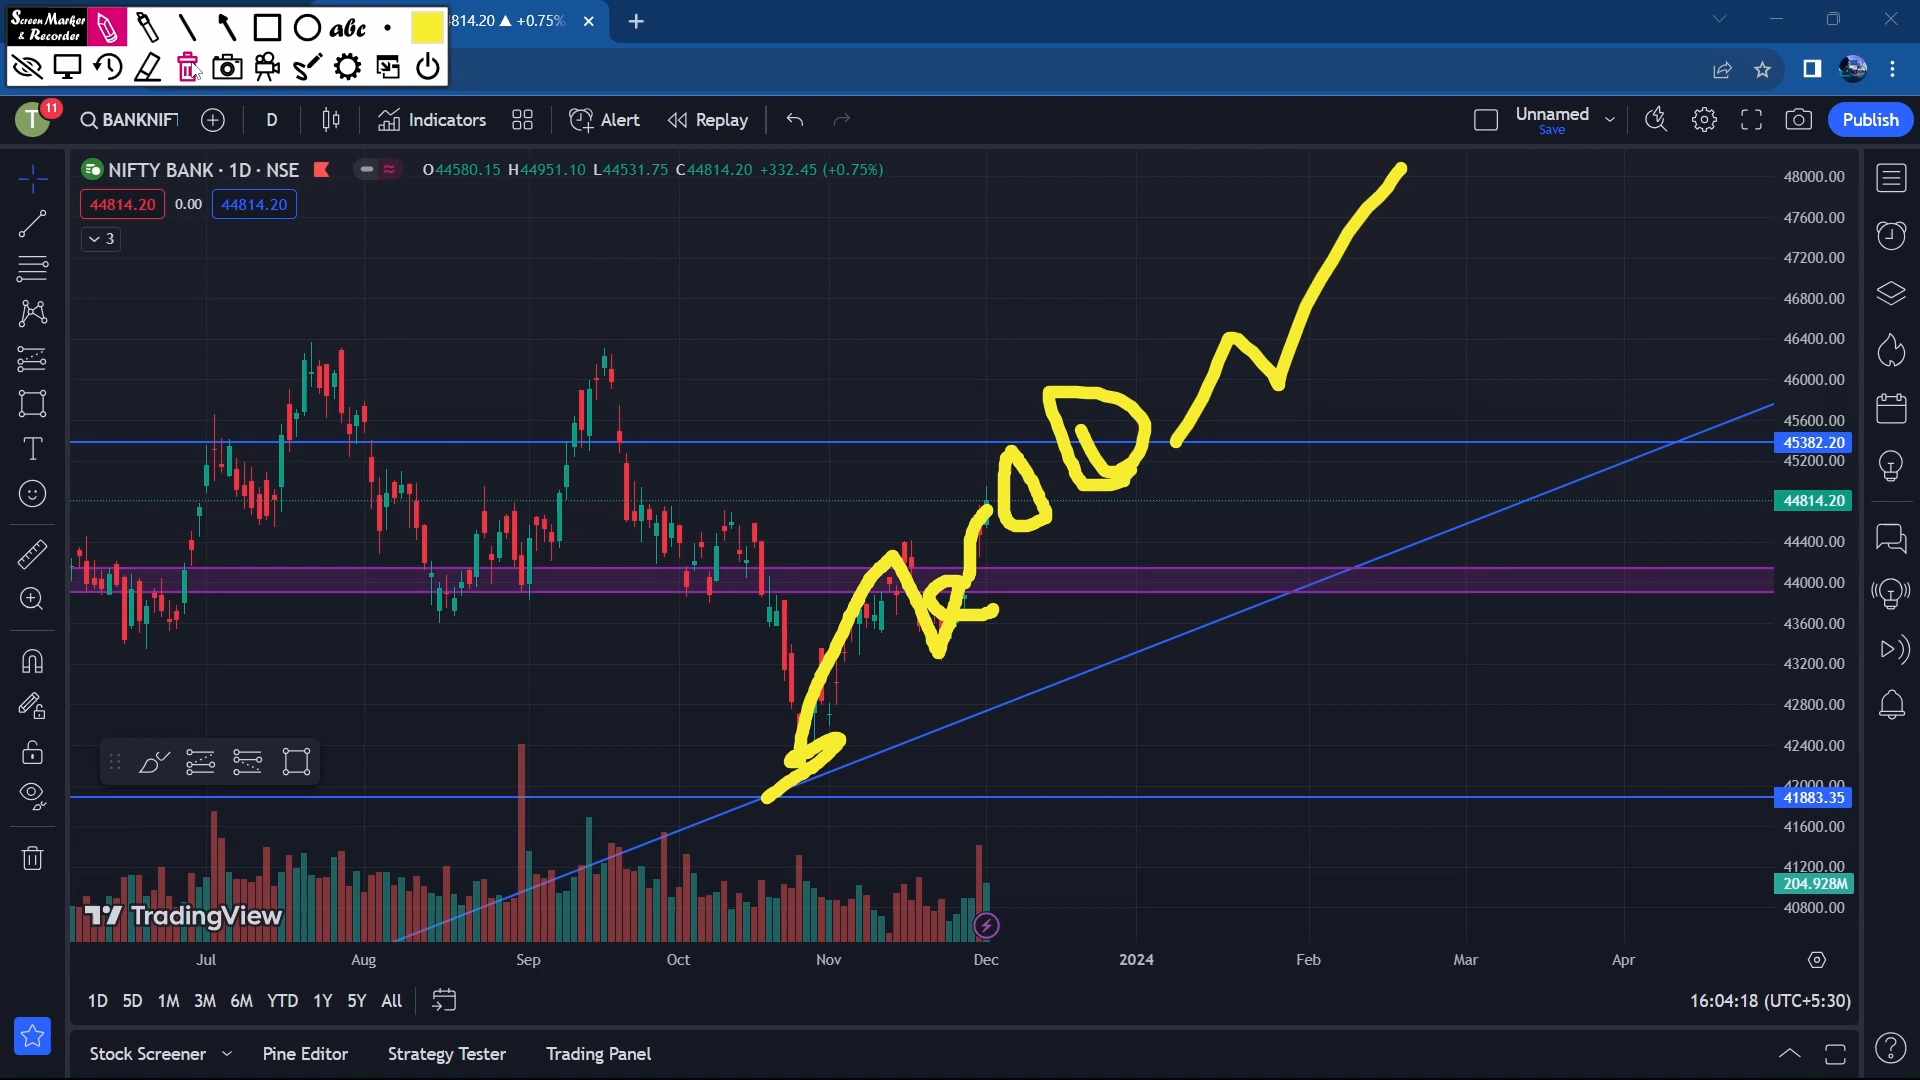 Screen Marker
& Recorder
abc
814.20 ▲ +0.75%
T
11
BANKNIF
D
Indicators
Alert
Replay
Unnamed
Save
Publish
NIFTY BANK · 1D · NSE
O44580.15 H44951.10 L44531.75 C44814.20 +332.45 (+0.75%)
44814.20
0.00
44814.20
3
48000.00
47600.00
47200.00
46800.00
46400.00
46000.00
45600.00
45382.20
45200.00
44814.20
44400.00
44000.00
43600.00
43200.00
42800.00
42400.00
42000.00
41883.35
41600.00
41200.00
204.928M
40800.00
TradingView
Jul Aug Sep Oct Nov Dec 2024 Feb Mar Apr
1D 5D 1M 3M 6M YTD 1Y 5Y All
16:04:18 (UTC+5:30)
Stock Screener Pine Editor Strategy Tester Trading Panel